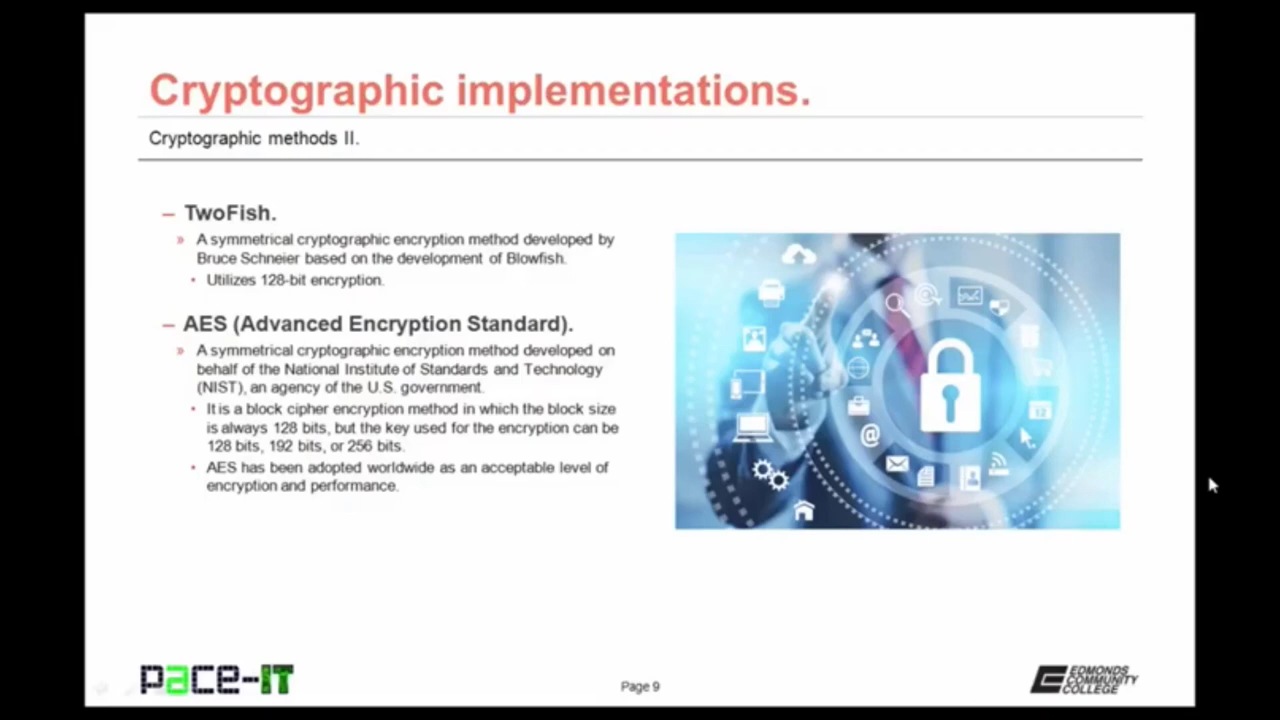 Cryptographic implementations.
Cryptographic methods II.
– TwoFish.
» A symmetrical cryptographic encryption method developed by
Bruce Schneier based on the development of Blowfish.
• Utilizes 128-bit encryption.
– AES (Advanced Encryption Standard).
» A symmetrical cryptographic encryption method developed on
behalf of the National Institute of Standards and Technology
(NIST), an agency of the U.S. government.
• It is a block cipher encryption method in which the block size
is always 128 bits, but the key used for the encryption can be
128 bits, 192 bits, or 256 bits.
• AES has been adopted worldwide as an acceptable level of
encryption and performance.
@
12
pace-IT
Page 9
EDMONDS
COMMUNITY
COLLEGE